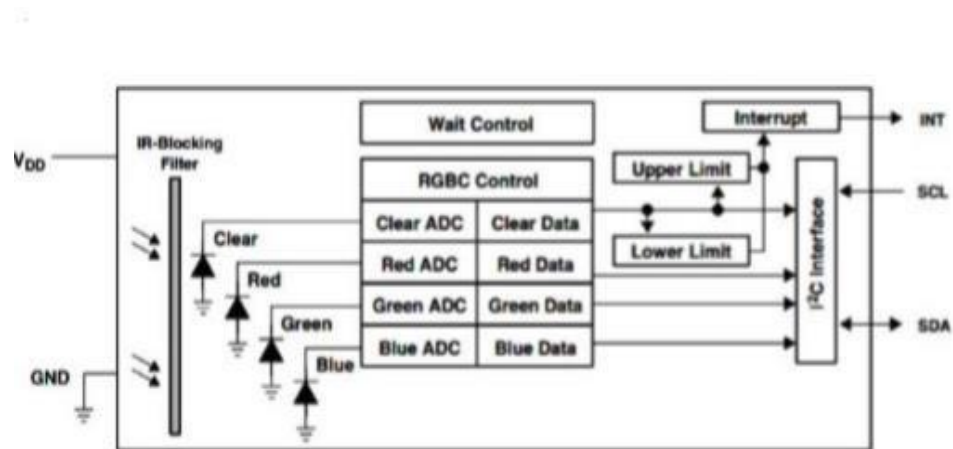 Wait Control
Interrupt
INT
IR-Blocking
Filter
VDD
Upper Limit
RGBC Control
SCL
Clear ADC
Clear Data
Clear
Lower Limit
Red ADC
Red Data
Red
I²C Interface
Green ADC
Green Data
Green
SDA
Blue ADC
Blue Data
Blue
GND